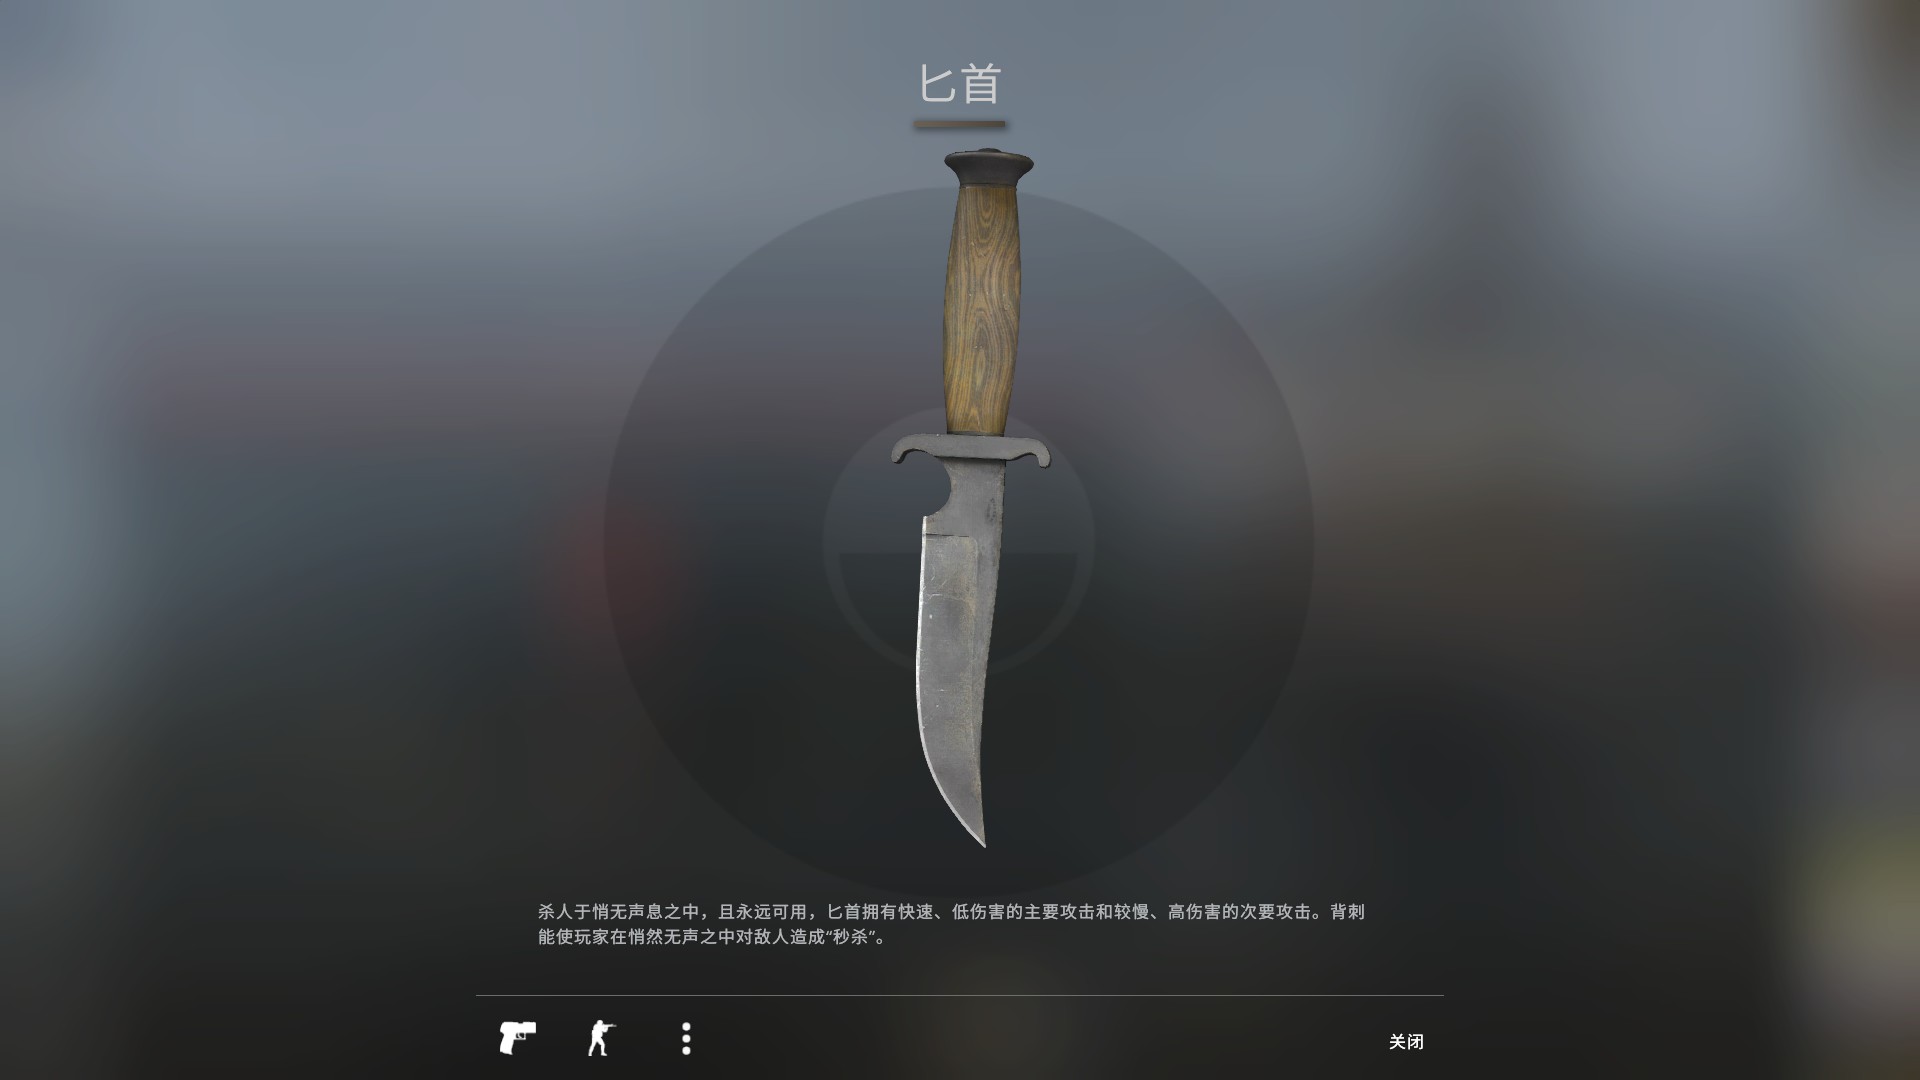 匕首
杀人于悄无声息之中，且永远可用，匕首拥有快速、低伤害的主要攻击和较慢、高伤害的次要攻击。背刺
能使玩家在悄然无声之中对敌人造成“秒杀”。
关闭